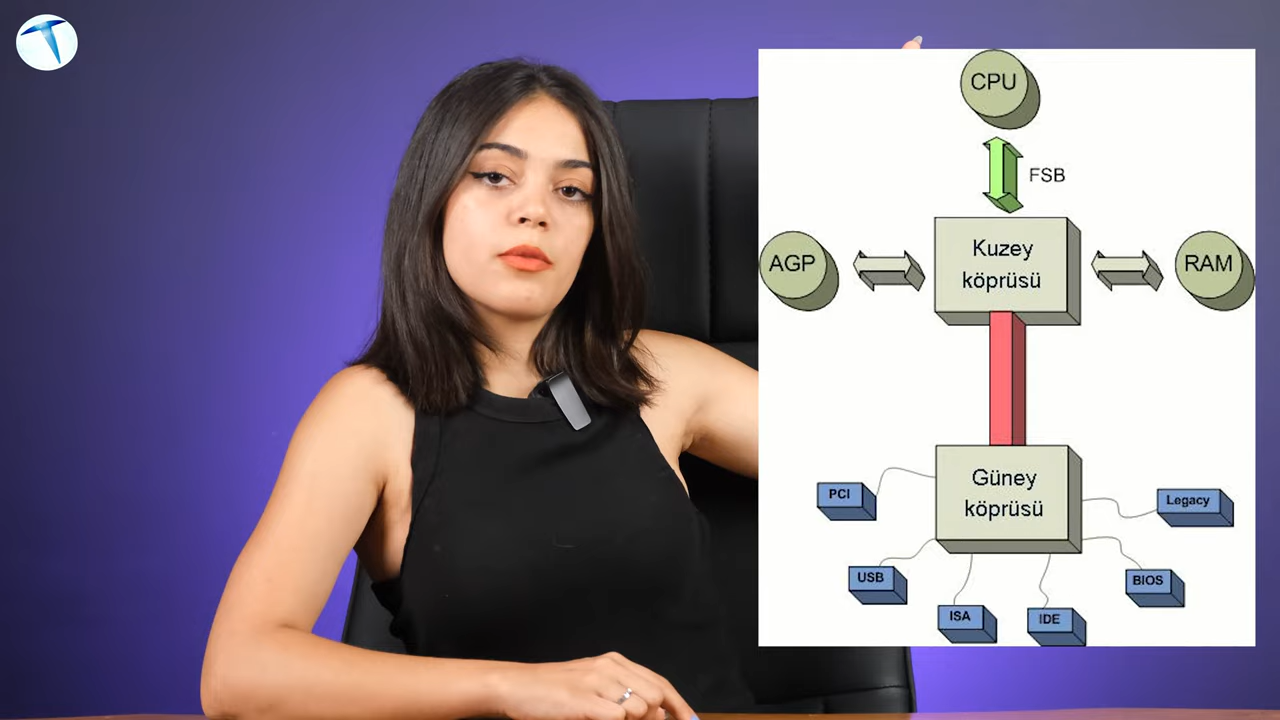 CPU
FSB
AGP
Kuzey
köprüsü
RAM
Güney
köprüsü
PCI
Legacy
USB
BIOS
ISA
IDE